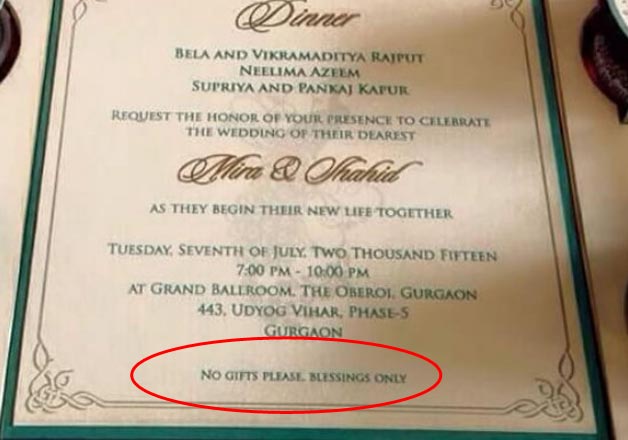 Dinner
BELA AND VIKRAMADITYA RAJPUT
NEELIMA AZEEM
SUPRIYA AND PANKAJ KAPUR
REQUEST THE HONOR OF YOUR PRESENCE TO CELEBRATE
THE WEDDING OF THEIR DEAREST
Mira & Shahid
AS THEY BEGIN THEIR NEW LIFE TOGETHER
TUESDAY, SEVENTH OF JULY, TWO THOUSAND FIFTEEN
7:00 PM - 10:00 PM
AT GRAND BALLROOM, THE OBEROI, GURGAON
443, UDYOG VIHAR, PHASE-5
GURGAON
NO GIFTS PLEASE. BLESSINGS ONLY